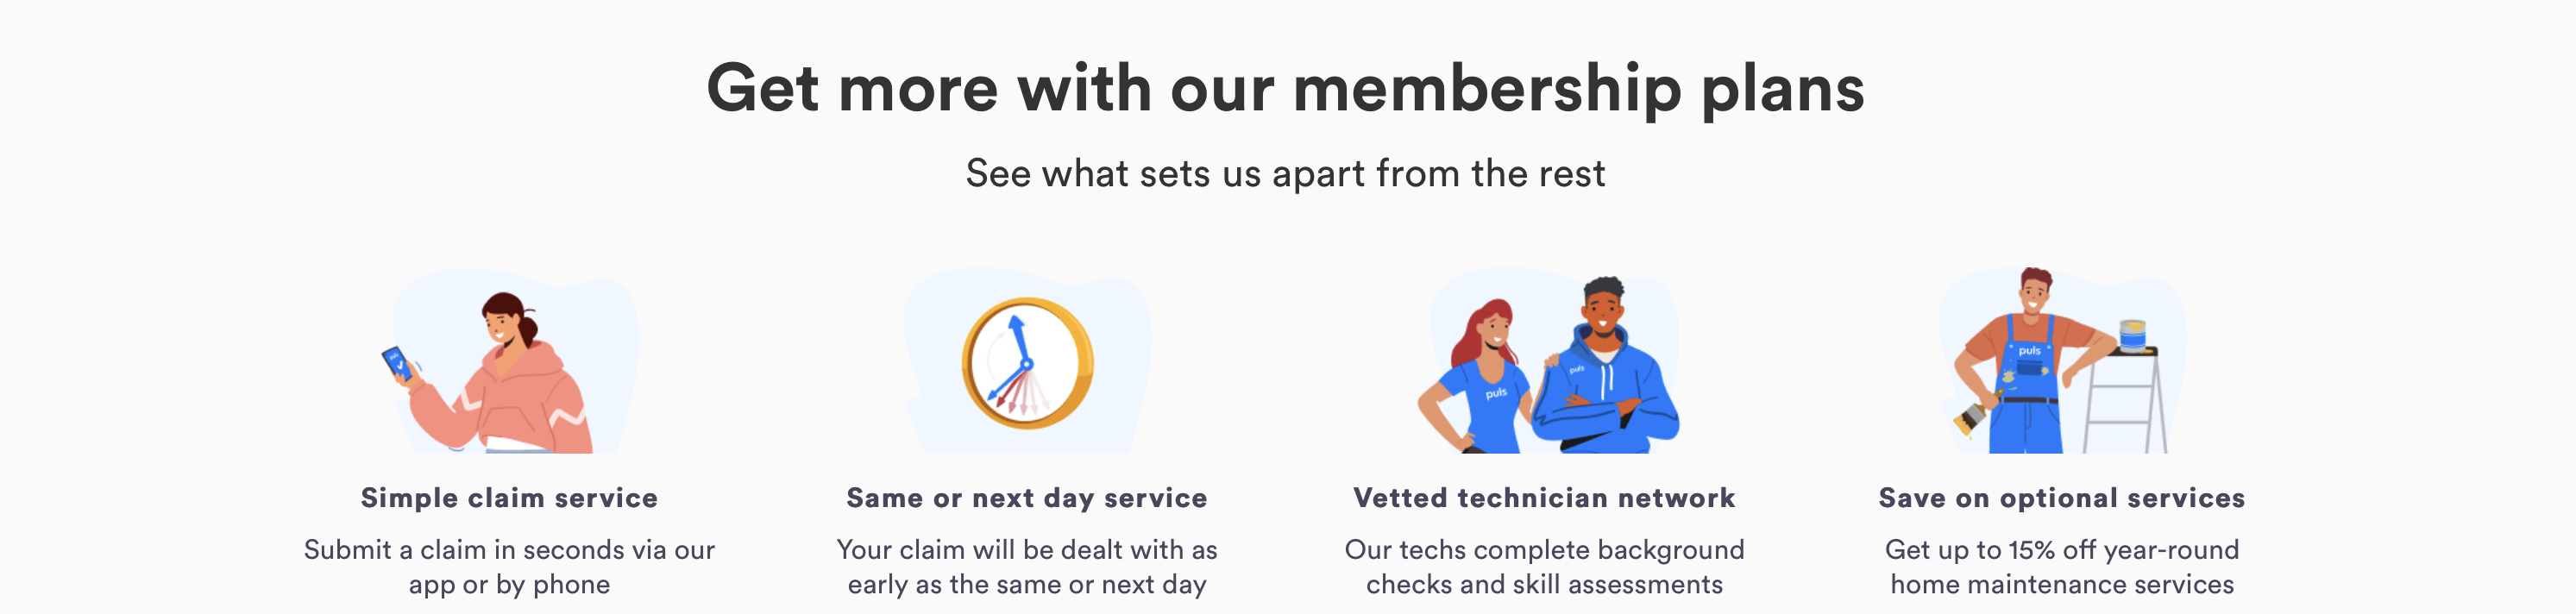 Get more with our membership plans
See what sets us apart from the rest
puls
puls
puls
puls
Simple claim service
Submit a claim in seconds via our
app or by phone
Same or next day service
Your claim will be dealt with as
early as the same or next day
Vetted technician network
Our techs complete background
checks and skill assessments
Save on optional services
Get up to 15% off year-round
home maintenance services